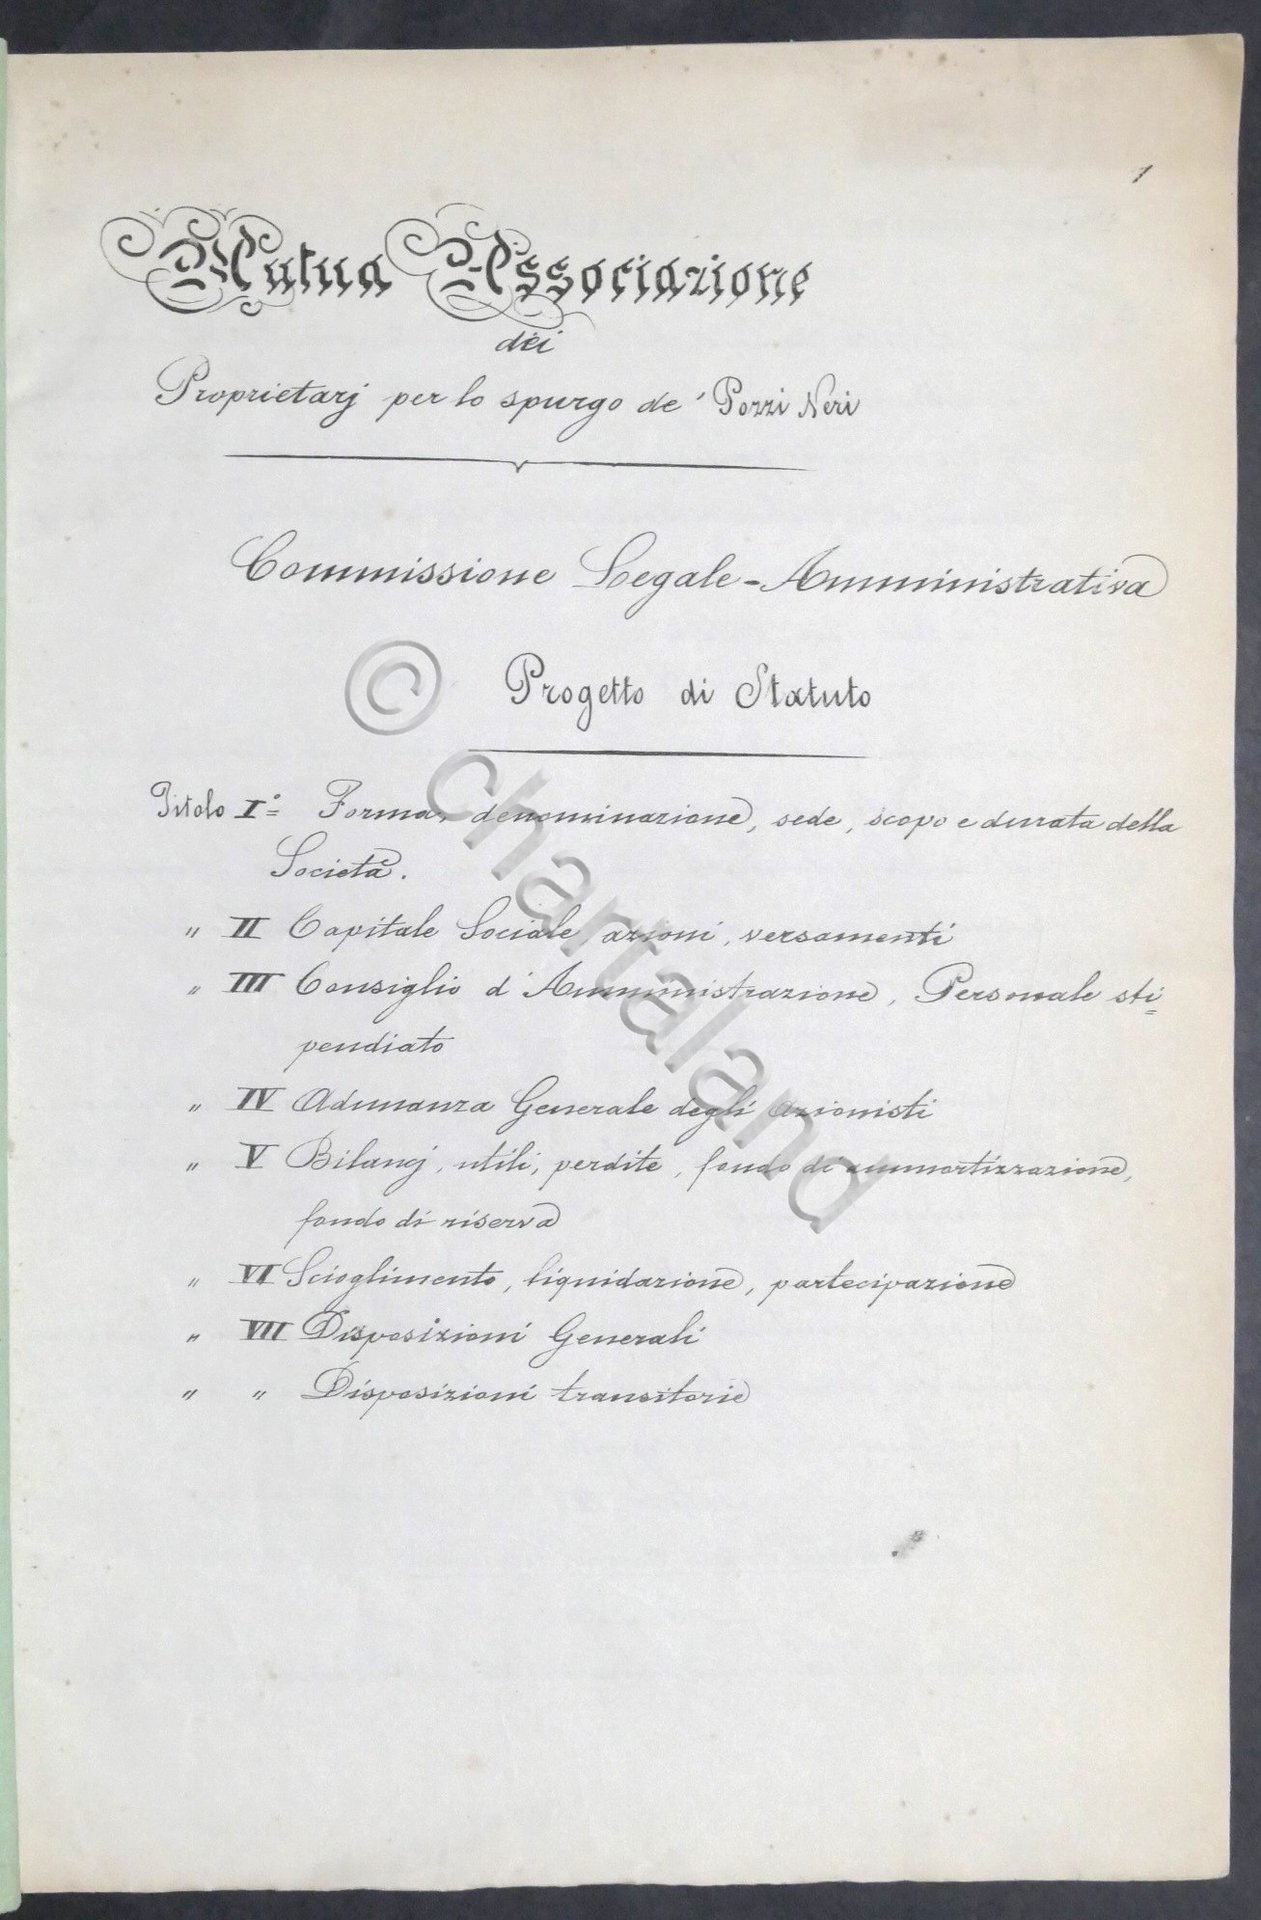 1
Mutua Associazione
dei
Proprietarj per lo spurgo de' Pozzi Neri
Commissione Legale-Amministrativa
Progetto di Statuto
Titolo I° Forma, denominazione, sede, scopo e durata della
Società.
" II Capitale Sociale azioni, versamenti
" III Consiglio d'Amministrazione, Personale sti=
pendiato
" IV Adunanza Generale degli Azionisti
" V Bilancj, utili, perdite, fondo di ammortizzazione,
fondo di riserva
" VI Scioglimento, liquidazione, partecipazione
" VII Disposizioni Generali
" " Disposizioni transitorie
© chartaland